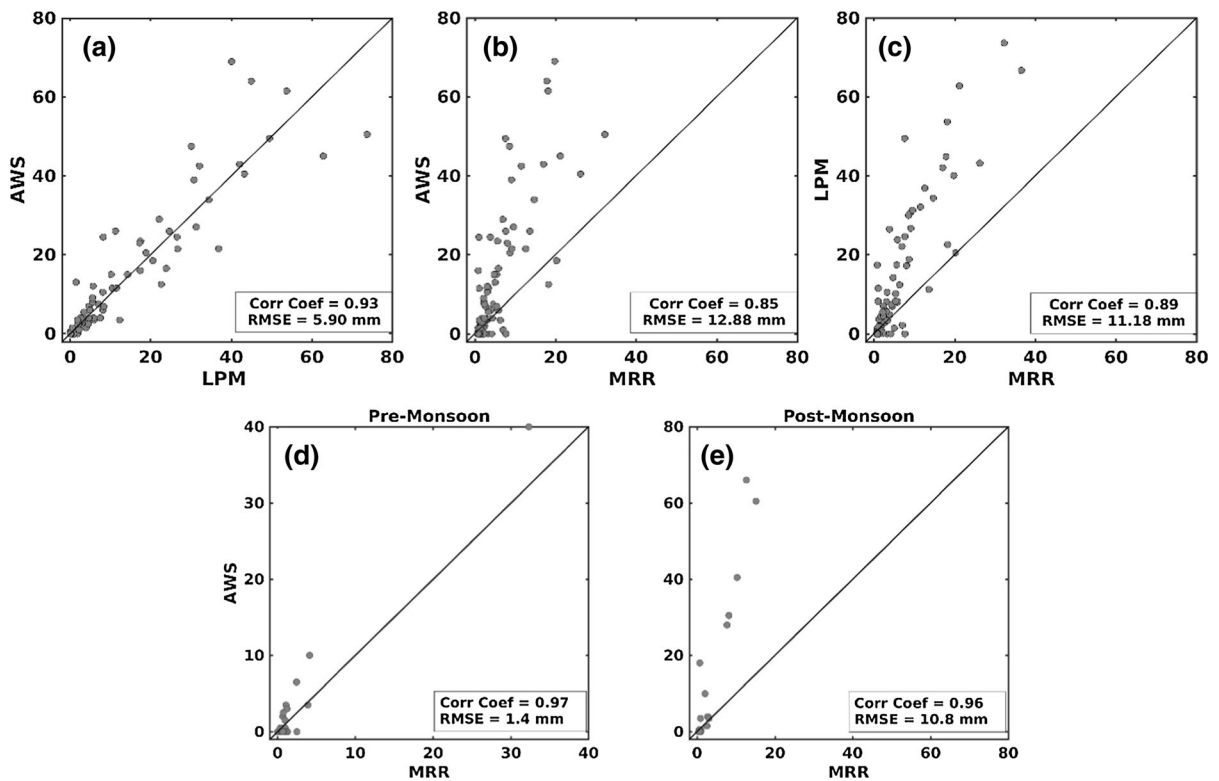 (a)
80
60
40
20
0
AWS
0 20 40 60 80
LPM
Corr Coef = 0.93
RMSE = 5.90 mm
(b)
80
60
40
20
0
AWS
0 20 40 60 80
MRR
Corr Coef = 0.85
RMSE = 12.88 mm
(c)
80
60
40
20
0
LPM
0 20 40 60 80
MRR
Corr Coef = 0.89
RMSE = 11.18 mm
Pre-Monsoon
(d)
40
30
20
10
0
AWS
0 10 20 30 40
MRR
Corr Coef = 0.97
RMSE = 1.4 mm
Post-Monsoon
(e)
80
60
40
20
0
0 20 40 60 80
MRR
Corr Coef = 0.96
RMSE = 10.8 mm